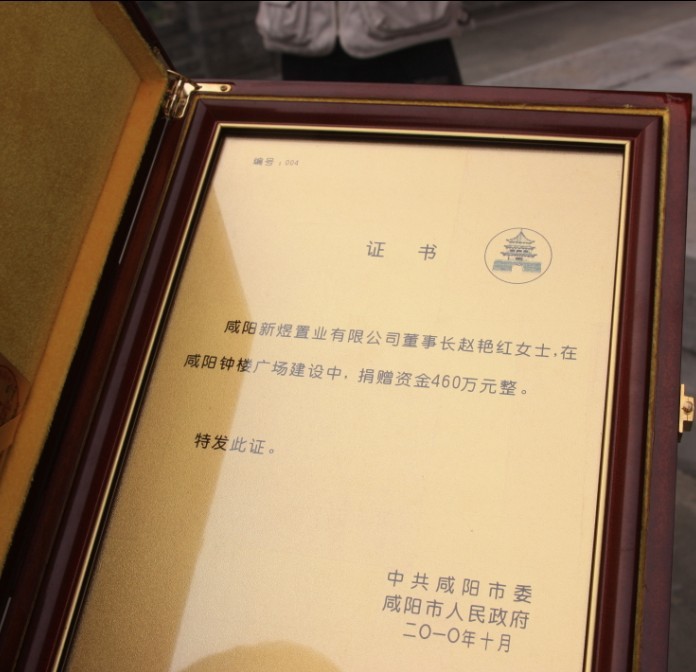 编号：004
证 书
咸阳新煜置业有限公司董事长赵艳红女士，在
咸阳钟楼广场建设中，捐赠资金460万元整。
特发此证。
中共咸阳市委
咸阳市人民政府
二〇一〇年十月